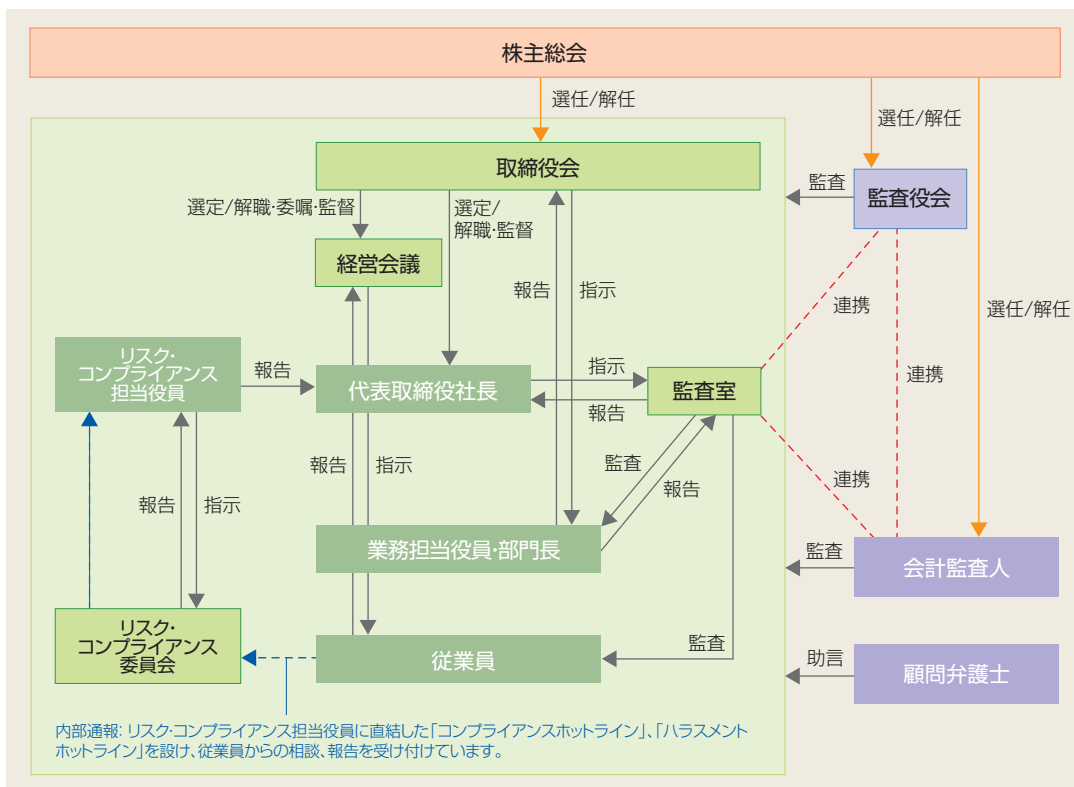 株主総会
選任/解任
選任/解任
取締役会
監査
監査役会
選定/解職・委嘱・監督
選定/
解職・監督
経営会議
報告
指示
連携
選任/解任
リスク・
コンプライアンス
担当役員
報告
代表取締役社長
指示
報告
監査室
連携
報告
指示
監査
報告
連携
報告
指示
業務担当役員・部門長
監査
会計監査人
リスク・
コンプライアンス
委員会
従業員
監査
助言
顧問弁護士
内部通報: リスク・コンプライアンス担当役員に直結した「コンプライアンスホットライン」、「ハラスメント
ホットライン」を設け、従業員からの相談、報告を受け付けています。